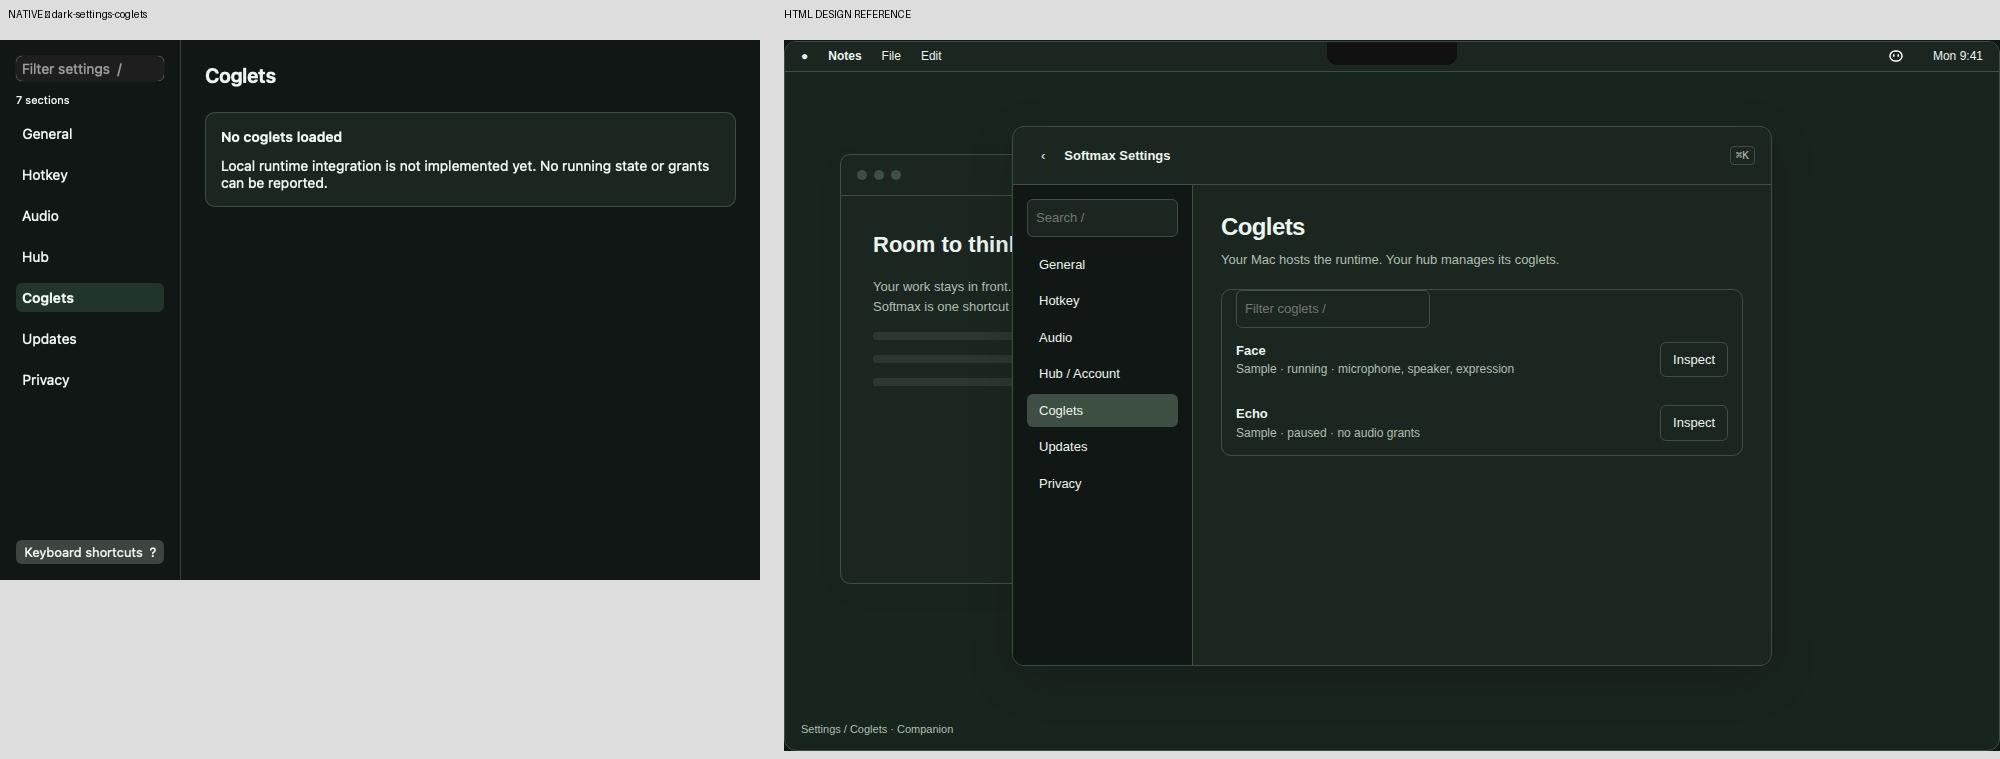 NATIVE dark-settings-coglets
Filter settings /
7 sections
General
Hotkey
Audio
Hub
Coglets
Updates
Privacy
Keyboard shortcuts ?
Coglets
No coglets loaded
Local runtime integration is not implemented yet. No running state or grants
can be reported.
HTML DESIGN REFERENCE
Notes File Edit
Mon 9:41
Room to thin
Your work stays in front.
Softmax is one shortcut
‹ Softmax Settings
⌘K
Search /
General
Hotkey
Audio
Hub / Account
Coglets
Updates
Privacy
Coglets
Your Mac hosts the runtime. Your hub manages its coglets.
Filter coglets /
Face
Sample · running · microphone, speaker, expression
Inspect
Echo
Sample · paused · no audio grants
Inspect
Settings / Coglets · Companion